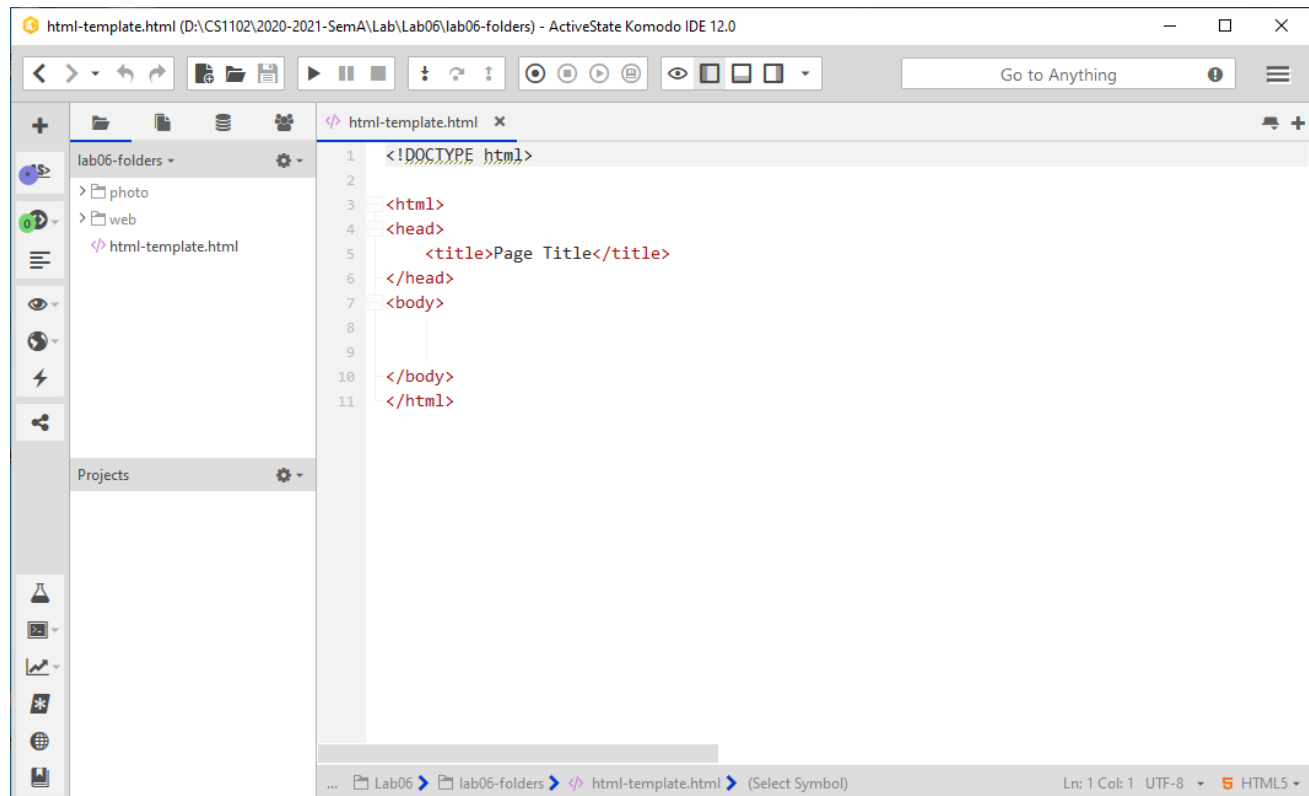 html-template.html (D:\CS1102\2020-2021-SemA\Lab\Lab06\lab06-folders) - ActiveState Komodo IDE 12.0
Go to Anything
html-template.html
lab06-folders
photo
web
html-template.html
1 <!DOCTYPE html>
2
3 <html>
4 <head>
5     <title>Page Title</title>
6 </head>
7 <body>
8
9
10 </body>
11 </html>
Projects
... Lab06 lab06-folders html-template.html (Select Symbol) Ln: 1 Col: 1 UTF-8 HTML5